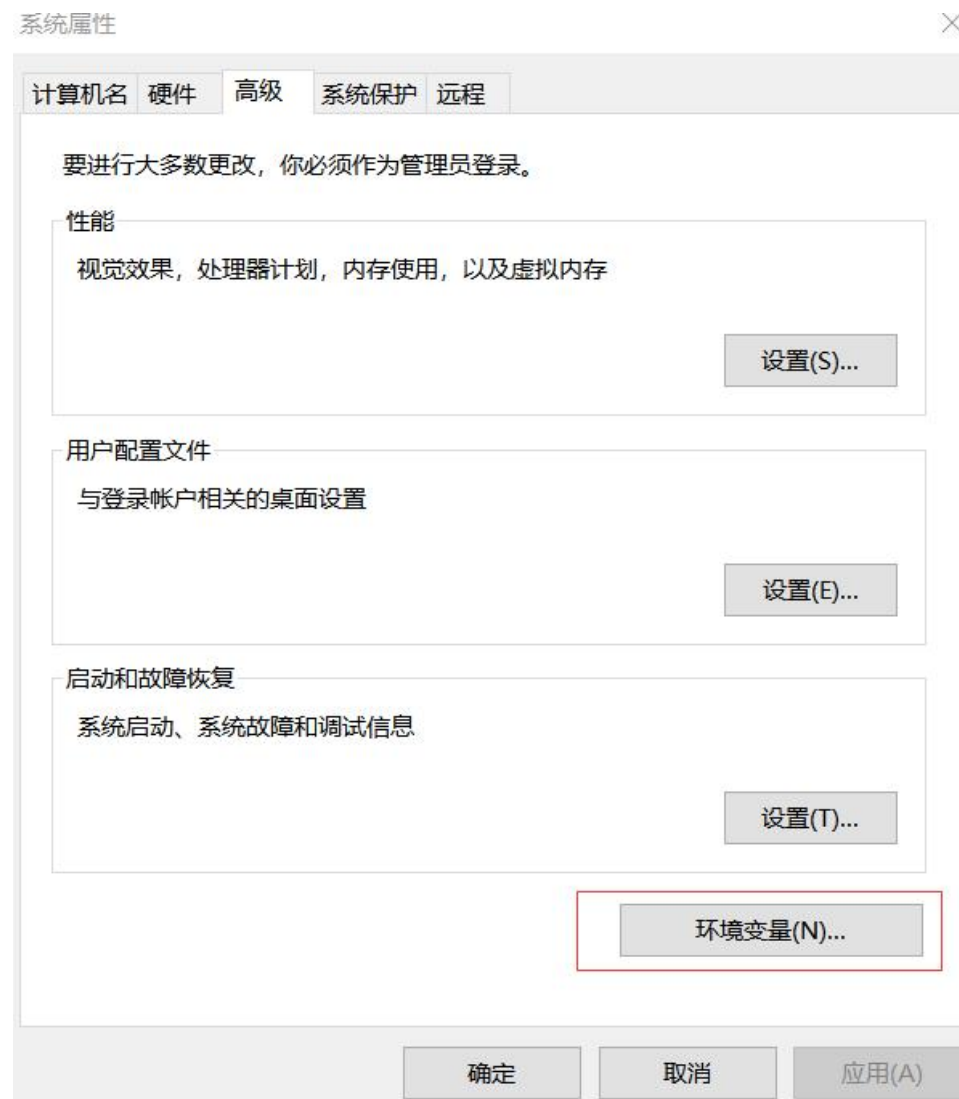 系统属性
计算机名 硬件 高级 系统保护 远程
要进行大多数更改，你必须作为管理员登录。
性能
视觉效果，处理器计划，内存使用，以及虚拟内存
设置(S)...
用户配置文件
与登录帐户相关的桌面设置
设置(E)...
启动和故障恢复
系统启动、系统故障和调试信息
设置(T)...
环境变量(N)...
确定 取消 应用(A)